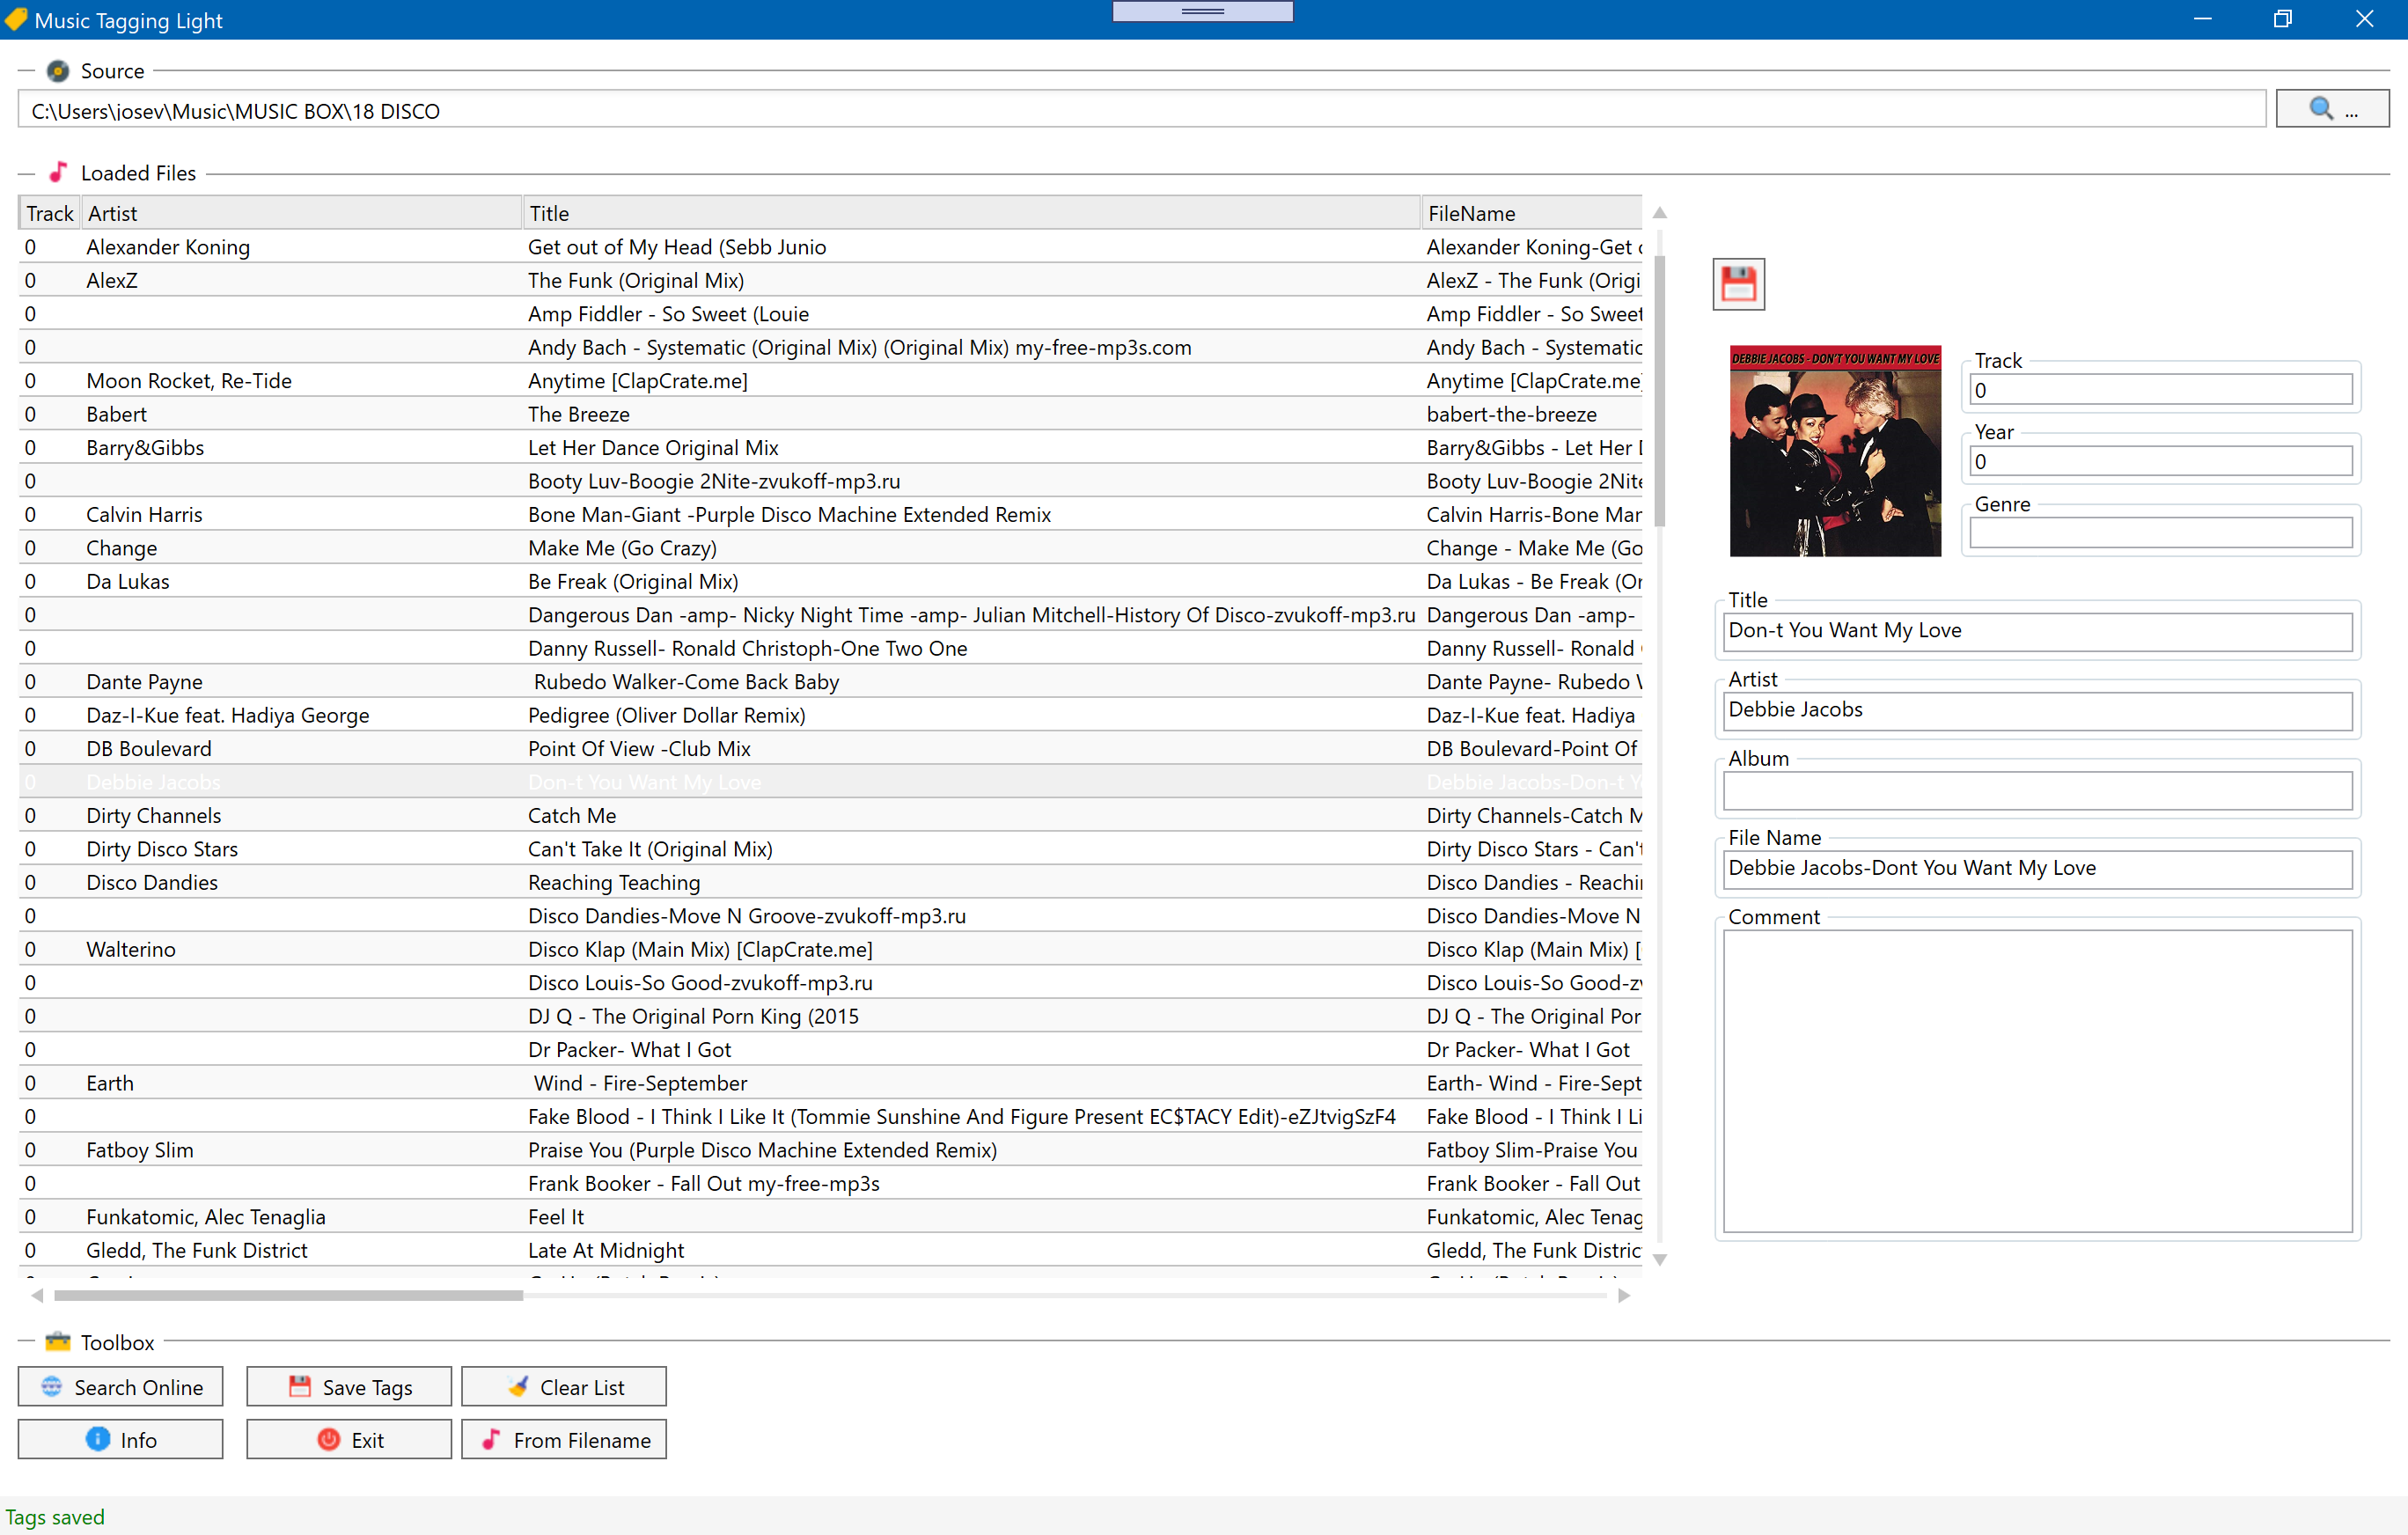 Music Tagging Light
Source
C:\Users\iosev\Music\MUSIC BOX\18 DISCO
...
Loaded Files
Track Artist Title FileName
0 Alexander Koning Get out of My Head (Sebb Junio Alexander Koning-Get
0 AlexZ The Funk (Original Mix) AlexZ - The Funk (Origi
0 Amp Fiddler - So Sweet (Louie Amp Fiddler - So Sweet
0 Andy Bach - Systematic (Original Mix) (Original Mix) my-free-mp3s.com Andy Bach - Systematic
0 Moon Rocket, Re-Tide Anytime [ClapCrate.me] Anytime [ClapCrate.me]
0 Babert The Breeze babert-the-breeze
0 Barry&Gibbs Let Her Dance Original Mix Barry&Gibbs - Let Her
0 Booty Luv-Boogie 2Nite-zvukoff-mp3.ru Booty Luv-Boogie 2Nite
0 Calvin Harris Bone Man-Giant -Purple Disco Machine Extended Remix Calvin Harris-Bone Man
0 Change Make Me (Go Crazy) Change - Make Me (Go
0 Da Lukas Be Freak (Original Mix) Da Lukas - Be Freak (Or
0 Dangerous Dan -amp- Nicky Night Time -amp- Julian Mitchell-History Of Disco-zvukoff-mp3.ru Dangerous Dan -amp-
0 Danny Russell- Ronald Christoph-One Two One Danny Russell- Ronald
0 Dante Payne Rubedo Walker-Come Back Baby Dante Payne- Rubedo
0 Daz-I-Kue feat. Hadiya George Pedigree (Oliver Dollar Remix) Daz-I-Kue feat. Hadiya
0 DB Boulevard Point Of View -Club Mix DB Boulevard-Point Of
0 Debbie Jacobs Don-t You Want My Love Debbie Jacobs-Don-t Y
0 Dirty Channels Catch Me Dirty Channels-Catch M
0 Dirty Disco Stars Can't Take It (Original Mix) Dirty Disco Stars - Can't
0 Disco Dandies Reaching Teaching Disco Dandies - Reachi
0 Disco Dandies-Move N Groove-zvukoff-mp3.ru Disco Dandies-Move N
0 Walterino Disco Klap (Main Mix) [ClapCrate.me] Disco Klap (Main Mix) [
0 Disco Louis-So Good-zvukoff-mp3.ru Disco Louis-So Good-zv
0 DJ Q - The Original Porn King (2015 DJ Q - The Original Por
0 Dr Packer- What I Got Dr Packer- What I Got
0 Earth Wind - Fire-September Earth- Wind - Fire-Sept
0 Fake Blood - I Think I Like It (Tommie Sunshine And Figure Present EC$TACY Edit)-eZJtvigSzF4 Fake Blood - I Think I Li
0 Fatboy Slim Praise You (Purple Disco Machine Extended Remix) Fatboy Slim-Praise You
0 Frank Booker - Fall Out my-free-mp3s Frank Booker - Fall Out
0 Funkatomic, Alec Tenaglia Feel It Funkatomic, Alec Tenag
0 Gledd, The Funk District Late At Midnight Gledd, The Funk Distric
DEBBIE JACOBS - DON'T YOU WANT MY LOVE
Track
0
Year
0
Genre
Title
Don-t You Want My Love
Artist
Debbie Jacobs
Album
File Name
Debbie Jacobs-Dont You Want My Love
Comment
Toolbox
Search Online Save Tags Clear List
Info Exit From Filename
Tags saved